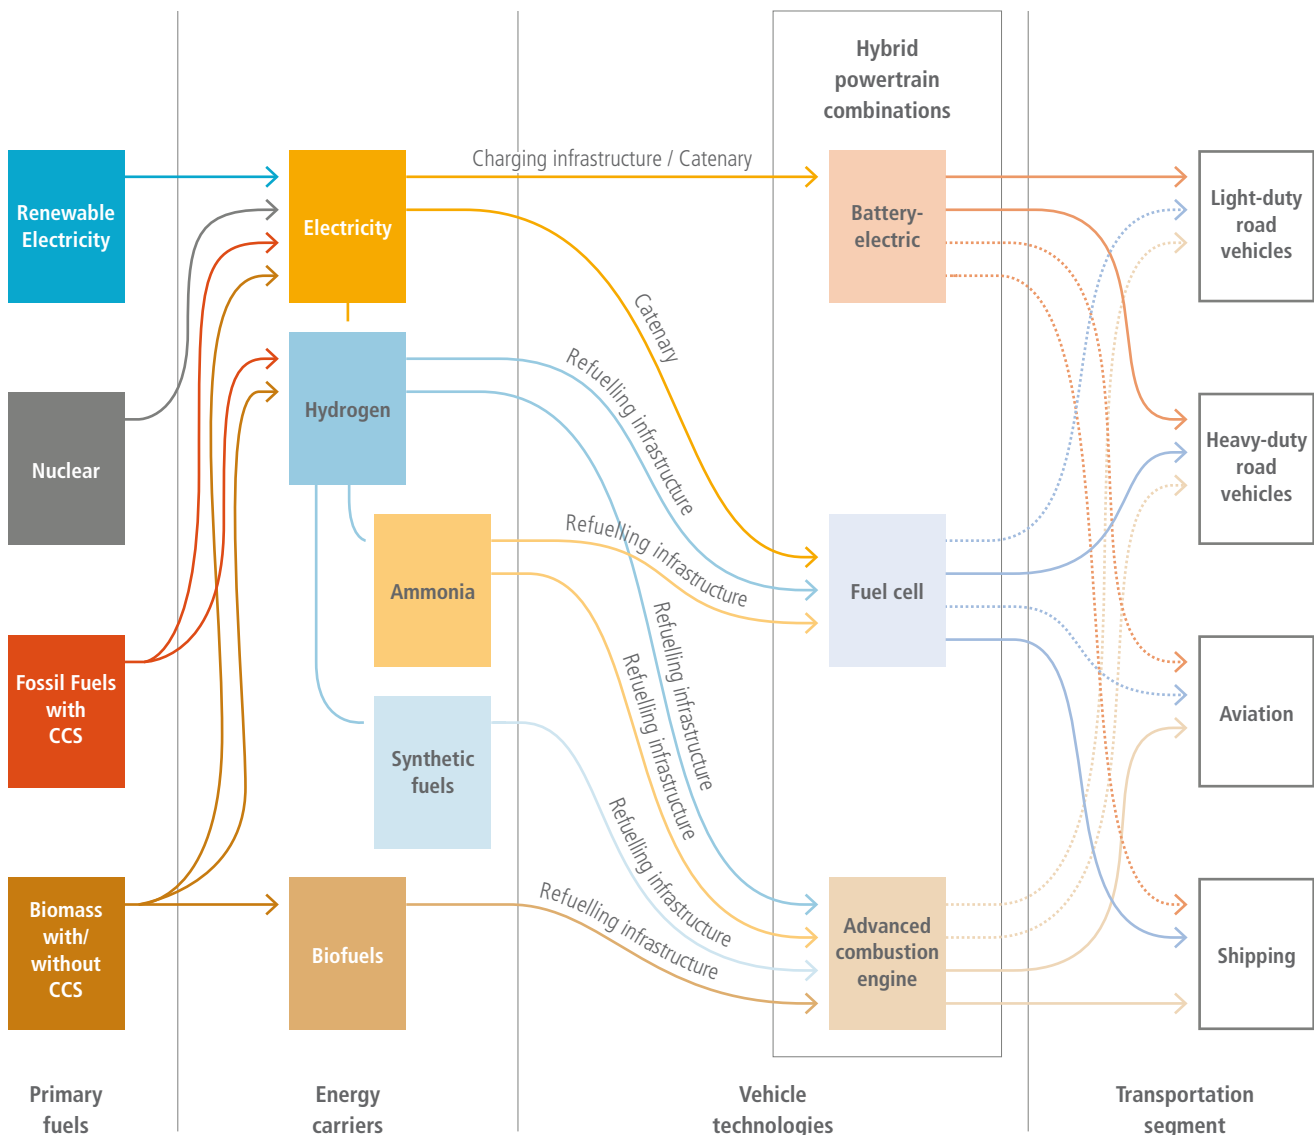 Hybrid
powertrain
combinations
Renewable
Electricity
Nuclear
Fossil Fuels
with
CCS
Biomass
with/
without
CCS
Electricity
Hydrogen
Ammonia
Synthetic
fuels
Biofuels
Charging infrastructure / Catenary
Catenary
Refuelling infrastructure
Refuelling infrastructure
Refuelling infrastructure
Refuelling infrastructure
Refuelling infrastructure
Refuelling infrastructure
Battery-
electric
Fuel cell
Advanced
combustion
engine
Light-duty
road
vehicles
Heavy-duty
road
vehicles
Aviation
Shipping
Primary
fuels
Energy
carriers
Vehicle
technologies
Transportation
segment